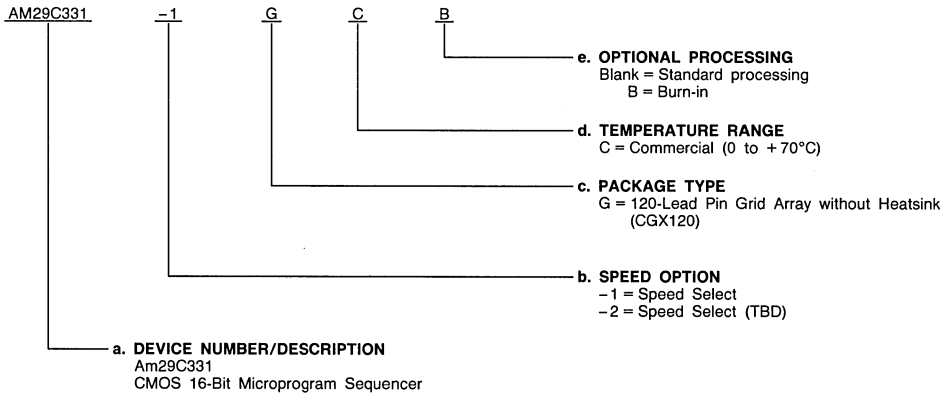 AM29C331 -1 G C B
e. OPTIONAL PROCESSING
Blank = Standard processing
B = Burn-in
d. TEMPERATURE RANGE
C = Commercial (0 to +70°C)
c. PACKAGE TYPE
G = 120-Lead Pin Grid Array without Heatsink
(CGX120)
b. SPEED OPTION
-1 = Speed Select
-2 = Speed Select (TBD)
a. DEVICE NUMBER/DESCRIPTION
Am29C331
CMOS 16-Bit Microprogram Sequencer